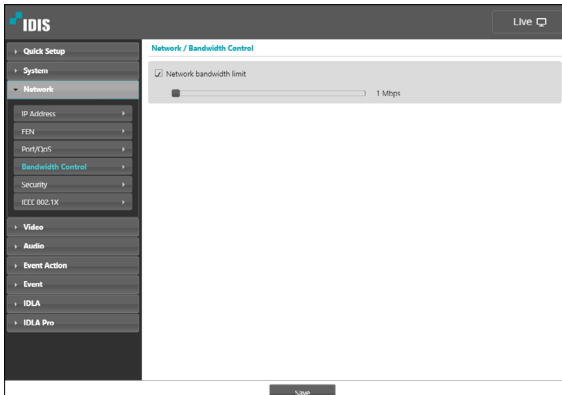 IDIS
Live
Quick Setup
System
Network
IP Address
FEN
Port/QoS
Bandwidth Control
Security
IEEE 802.1X
Video
Audio
Event Action
Event
IDLA
IDLA Pro
Network / Bandwidth Control
Network bandwidth limit
1 Mbps
Save